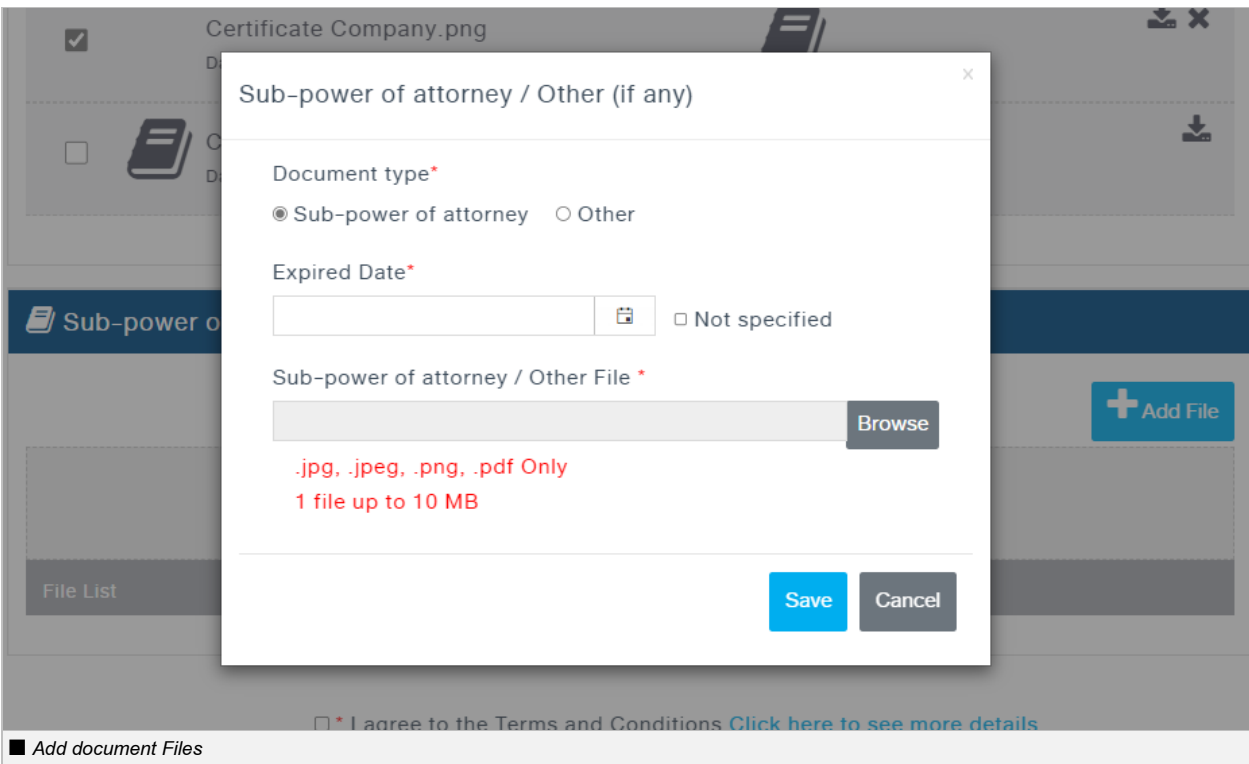 Certificate Company.png
Sub-power of attorney / Other (if any)
x
Document type*
Sub-power of attorney Other
Expired Date*
Not specified
Sub-power o
Sub-power of attorney / Other File *
Browse
Add File
.jpg, .jpeg, .png, .pdf Only
1 file up to 10 MB
File List
Save Cancel
* I agree to the Terms and Conditions Click here to see more details
Add document Files